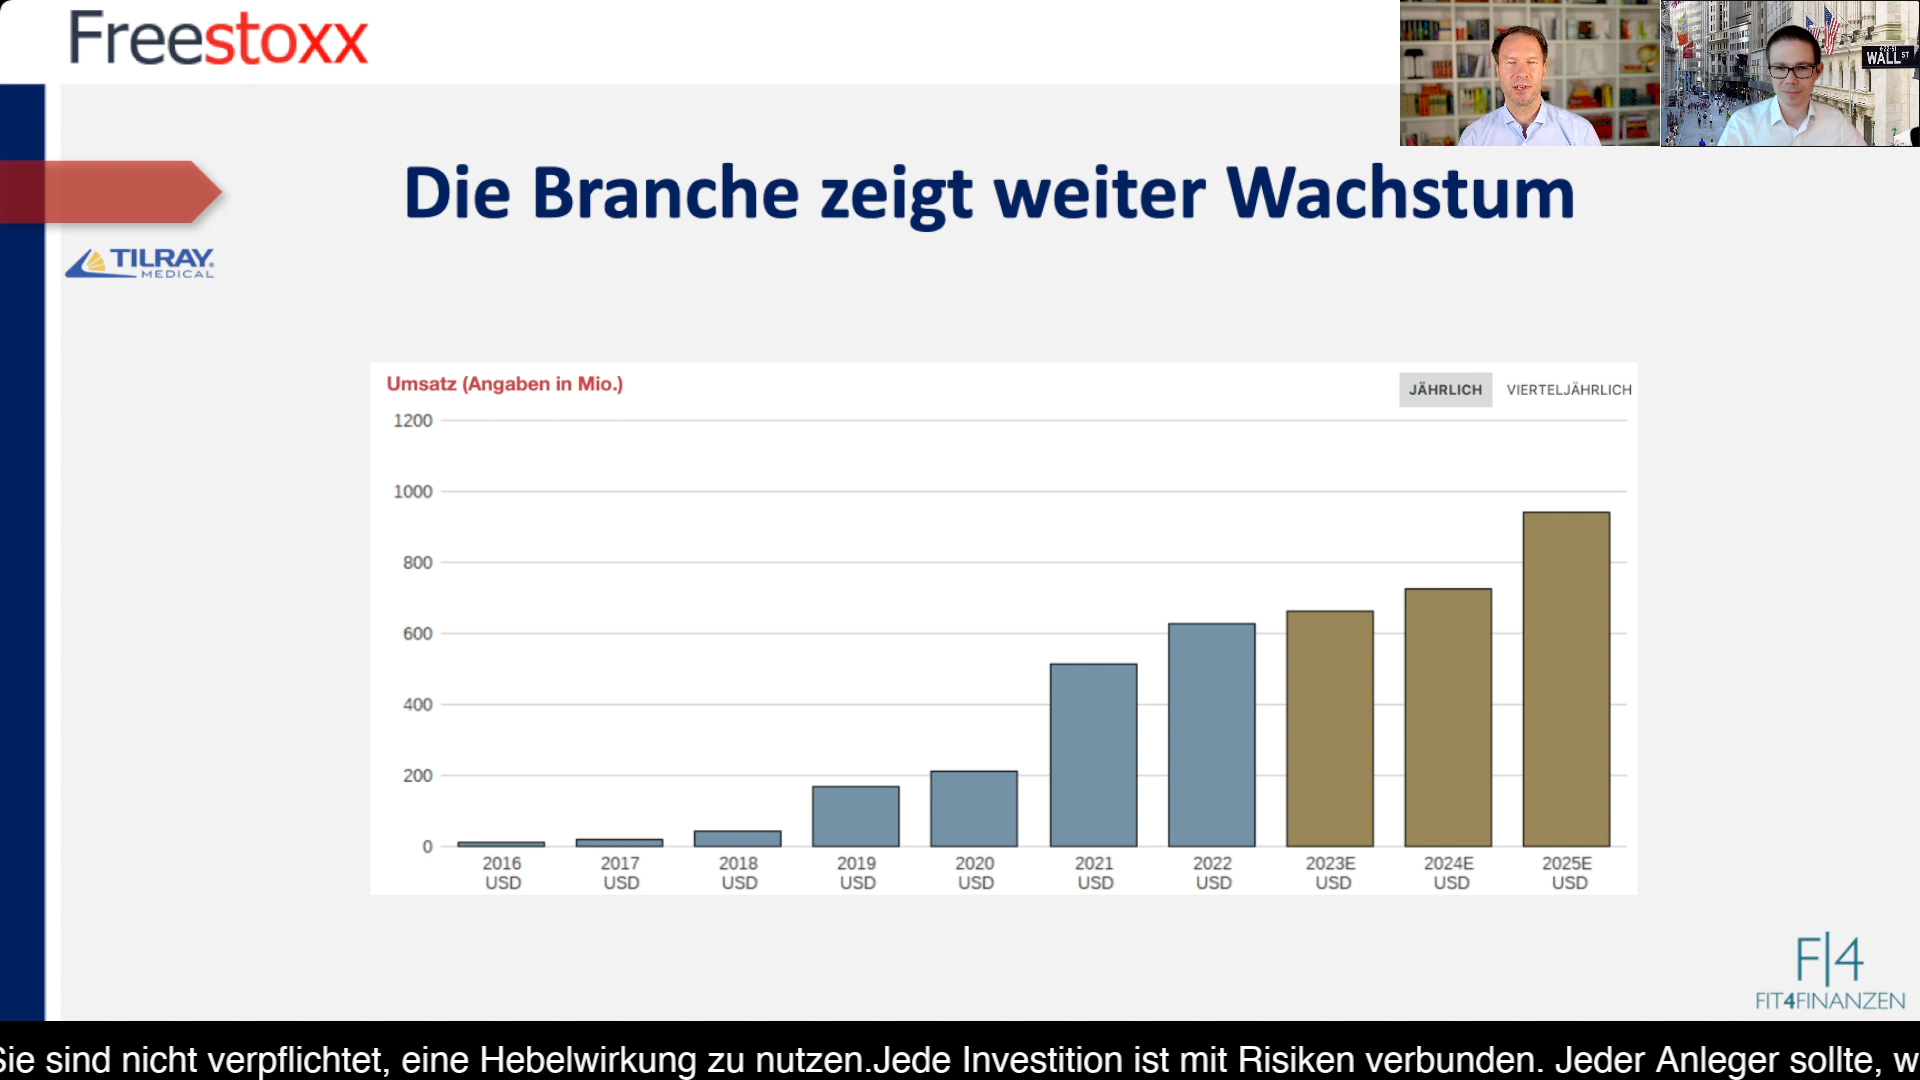 Freestoxx
WALL ST
Die Branche zeigt weiter Wachstum
TILRAY
MEDICAL
Umsatz (Angaben in Mio.)
JÄHRLICH VIERTELJÄHRLICH
1200
1000
800
600
400
200
0
2016 2017 2018 2019 2020 2021 2022 2023E 2024E 2025E
USD USD USD USD USD USD USD USD USD USD
F|4
FIT4FINANZEN
Sie sind nicht verpflichtet, eine Hebelwirkung zu nutzen.Jede Investition ist mit Risiken verbunden. Jeder Anleger sollte, w